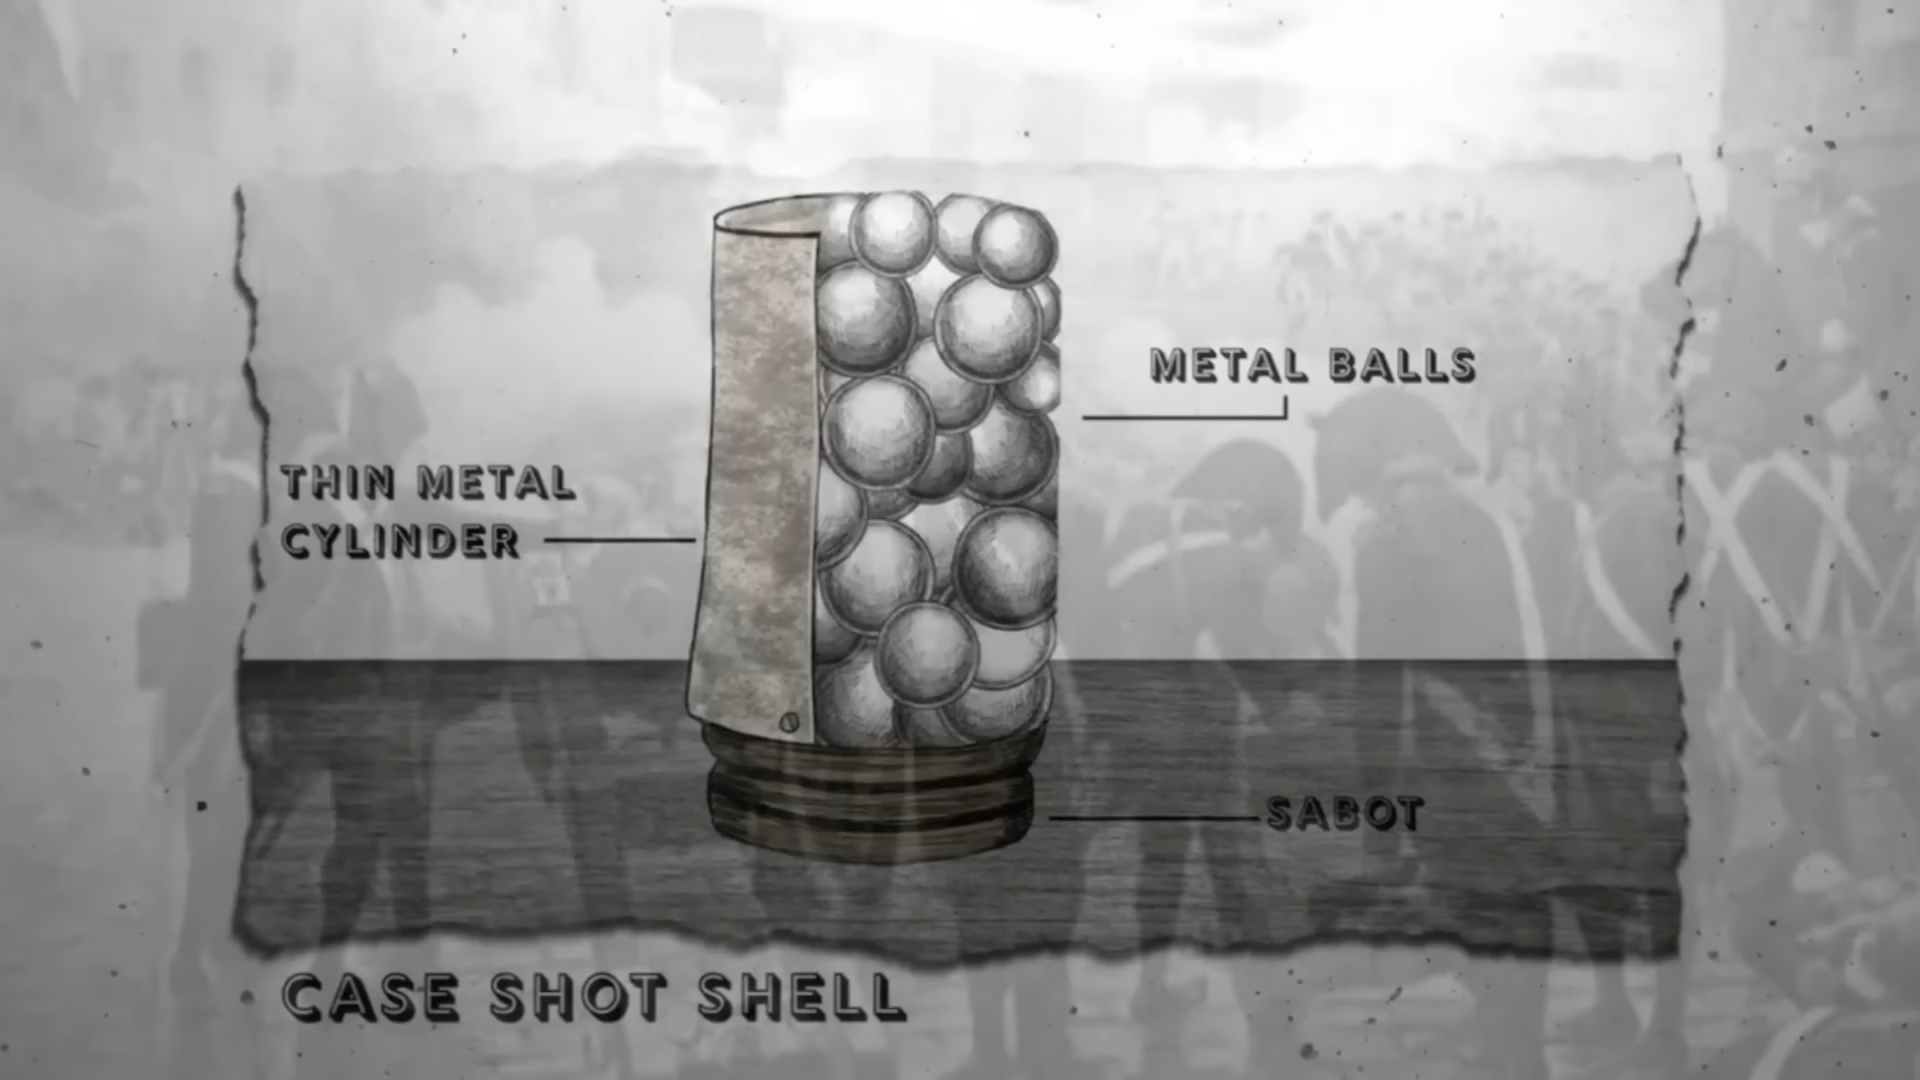 METAL BALLS
THIN METAL
CYLINDER
SABOT
CASE SHOT SHELL